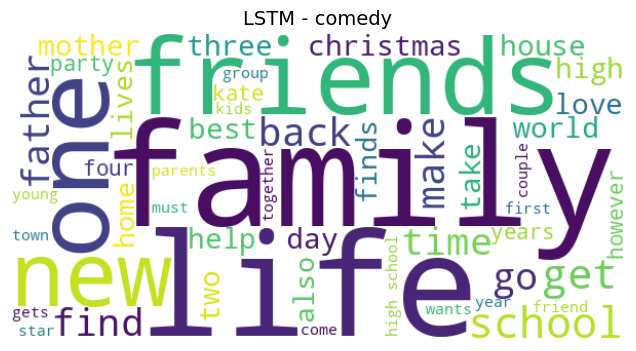 LSTM - comedy
mother
three
christmas
house
party
friends
group
high
father
one
lives
kate
kids
love
best
back
finds
make
world
four
family
parents
together
take
couple
young
home
must
first
however
town
new
life
help
day
time
years
two
also
high school
go
get
gets
find
star
come
wants
year
friend
school